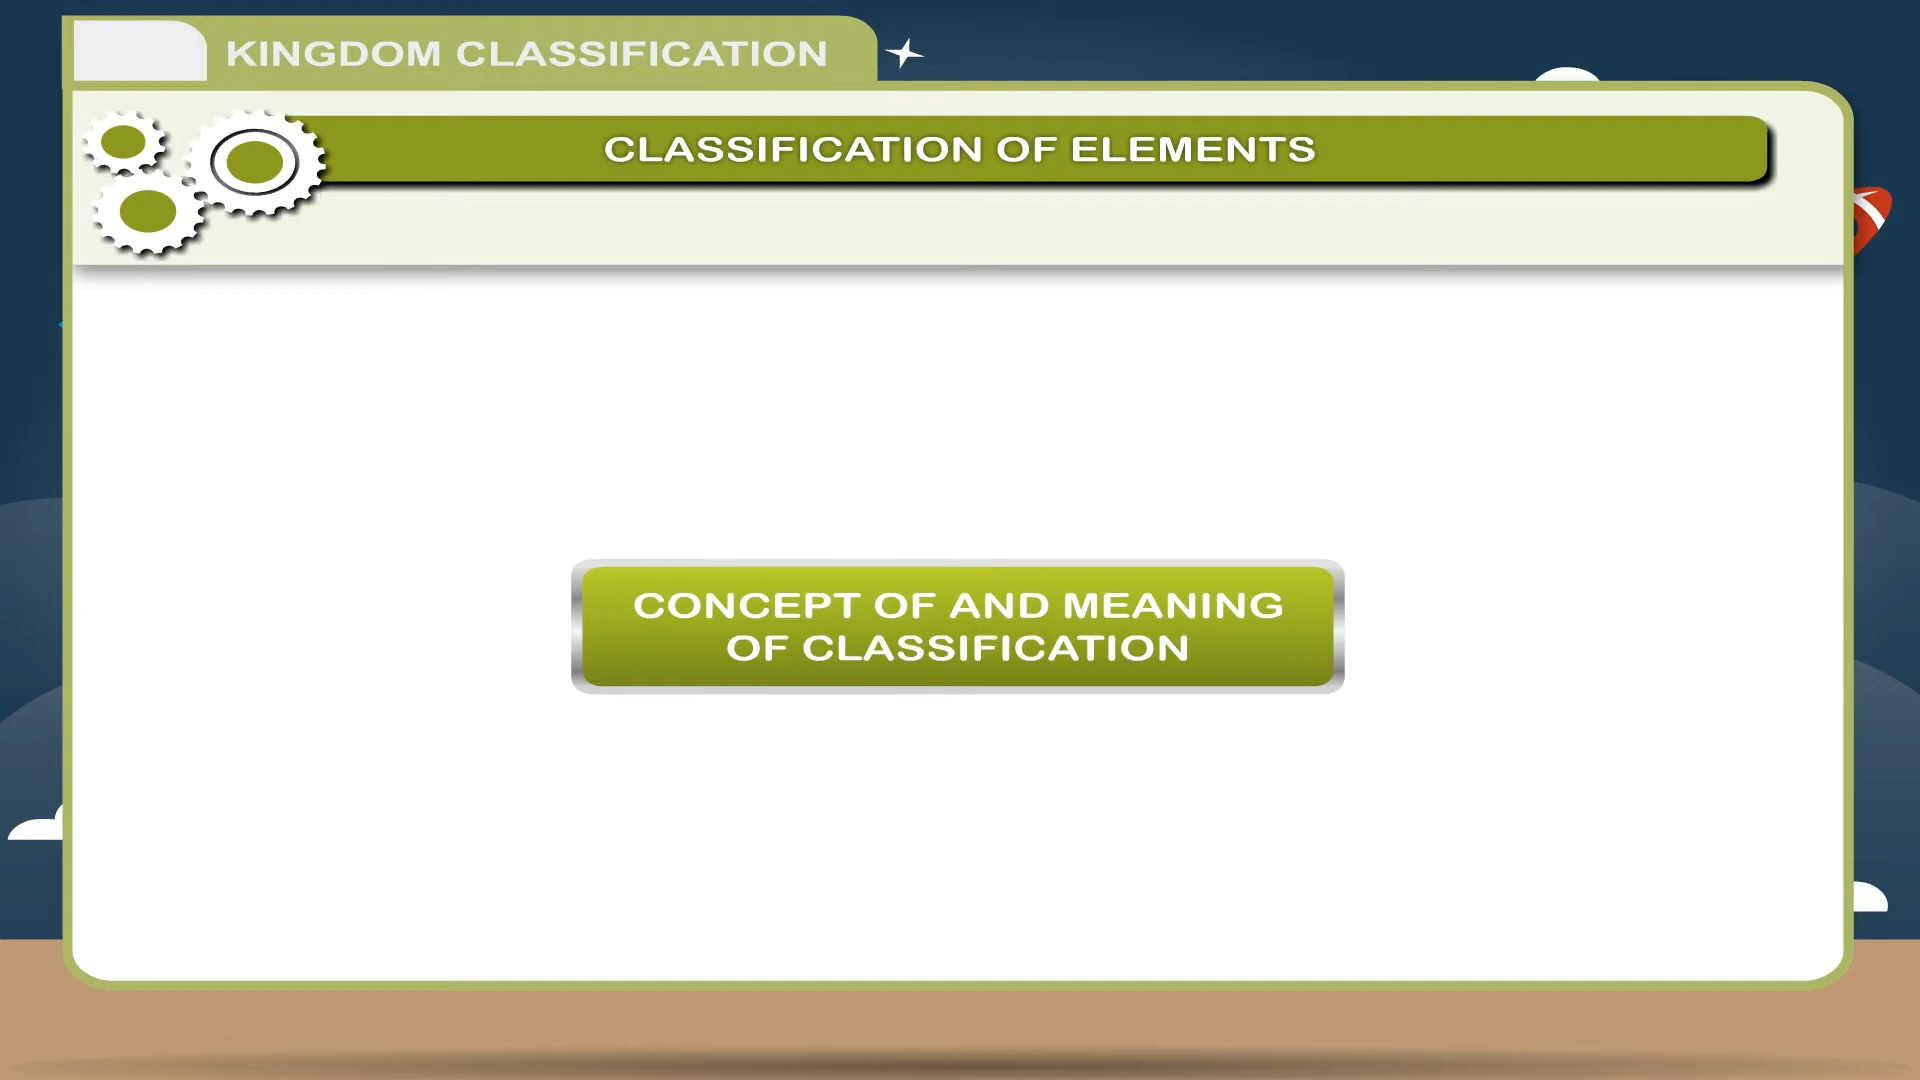 KINGDOM CLASSIFICATION
CLASSIFICATION OF ELEMENTS
CONCEPT OF AND MEANING
OF CLASSIFICATION